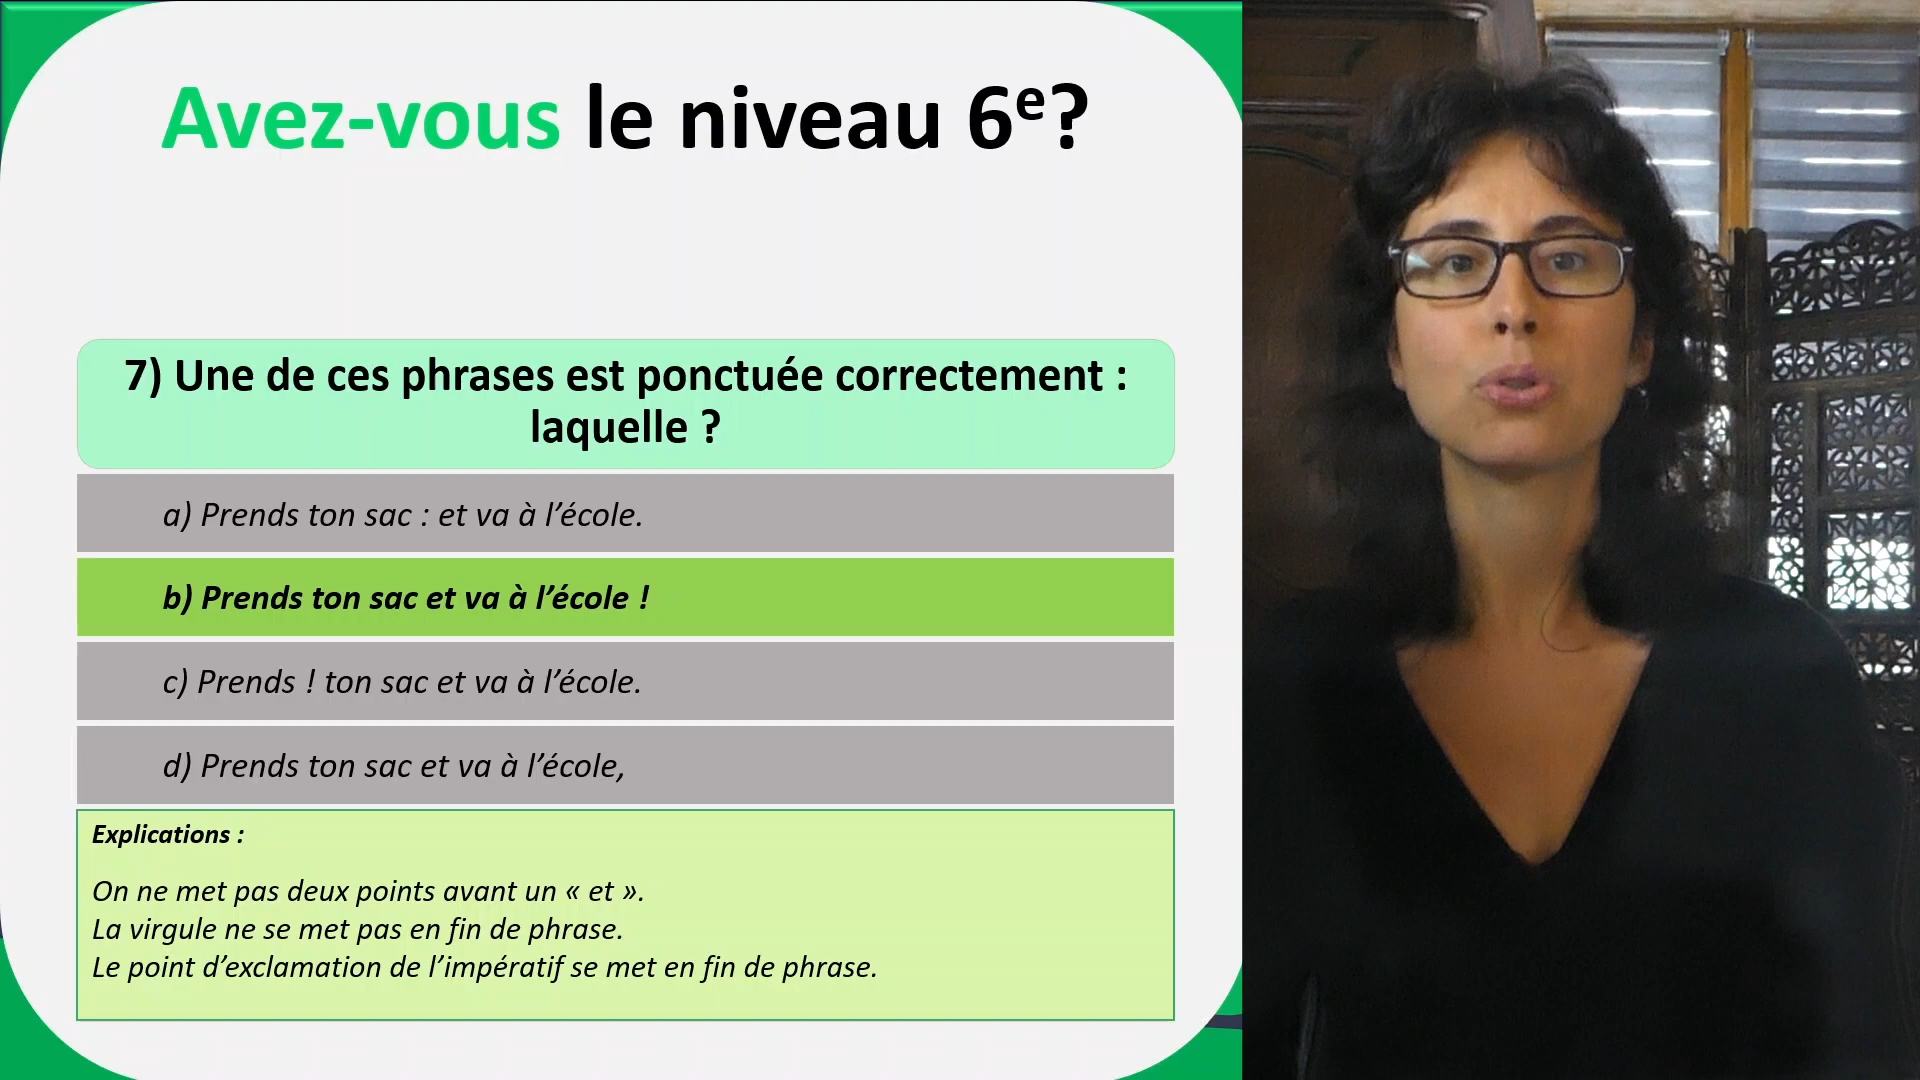 Avez-vous le niveau 6e?
7) Une de ces phrases est ponctuée correctement :
laquelle ?
a) Prends ton sac : et va à l’école.
b) Prends ton sac et va à l’école !
c) Prends ! ton sac et va à l’école.
d) Prends ton sac et va à l’école,
Explications :
On ne met pas deux points avant un « et ».
La virgule ne se met pas en fin de phrase.
Le point d’exclamation de l’impératif se met en fin de phrase.